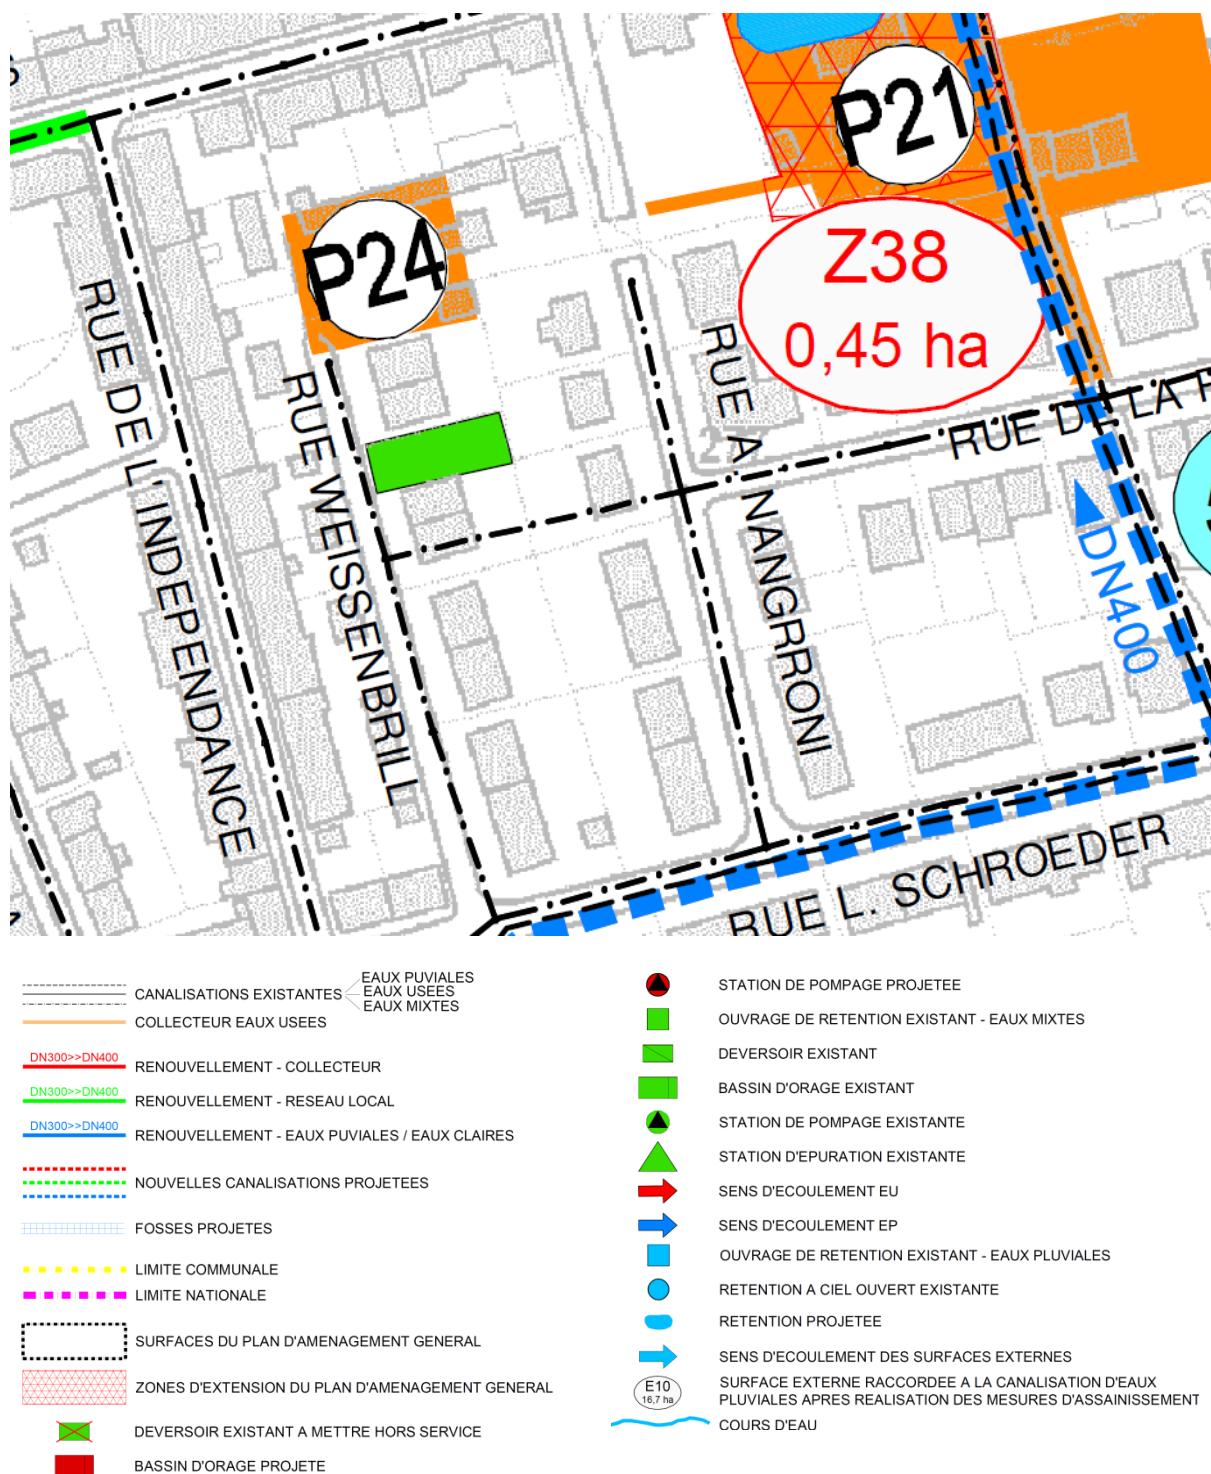 P21
P24
Z38
0,45 ha
RUE DE L'INDEPENDANCE
RUE WEISSENBRILL
RUE A. NANGRRONI
RUE DE LA
DN400
RUE L. SCHROEDER
CANALISATIONS EXISTANTES
EAUX PUVIALES
EAUX USEES
EAUX MIXTES
COLLECTEUR EAUX USEES
DN300>>DN400
RENOUVELLEMENT - COLLECTEUR
DN300>>DN400
RENOUVELLEMENT - RESEAU LOCAL
DN300>>DN400
RENOUVELLEMENT - EAUX PUVIALES / EAUX CLAIRES
NOUVELLES CANALISATIONS PROJETEES
FOSSES PROJETES
LIMITE COMMUNALE
LIMITE NATIONALE
SURFACES DU PLAN D'AMENAGEMENT GENERAL
ZONES D'EXTENSION DU PLAN D'AMENAGEMENT GENERAL
DEVERSOIR EXISTANT A METTRE HORS SERVICE
BASSIN D'ORAGE PROJETE
STATION DE POMPAGE PROJETEE
OUVRAGE DE RETENTION EXISTANT - EAUX MIXTES
DEVERSOIR EXISTANT
BASSIN D'ORAGE EXISTANT
STATION DE POMPAGE EXISTANTE
STATION D'EPURATION EXISTANTE
SENS D'ECOULEMENT EU
SENS D'ECOULEMENT EP
OUVRAGE DE RETENTION EXISTANT - EAUX PLUVIALES
RETENTION A CIEL OUVERT EXISTANTE
RETENTION PROJETEE
SENS D'ECOULEMENT DES SURFACES EXTERNES
E10
16,7 ha
SURFACE EXTERNE RACCORDEE A LA CANALISATION D'EAUX
PLUVIALES APRES REALISATION DES MESURES D'ASSAINISSEMENT
COURS D'EAU